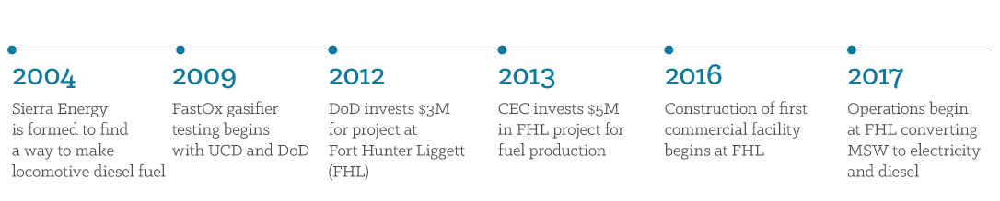 2004
Sierra Energy
is formed to find
a way to make
locomotive diesel fuel
2009
FastOx gasifier
testing begins
with UCD and DoD
2012
DoD invests $3M
for project at
Fort Hunter Liggett
(FHL)
2013
CEC invests $5M
in FHL project for
fuel production
2016
Construction of first
commercial facility
begins at FHL
2017
Operations begin
at FHL converting
MSW to electricity
and diesel